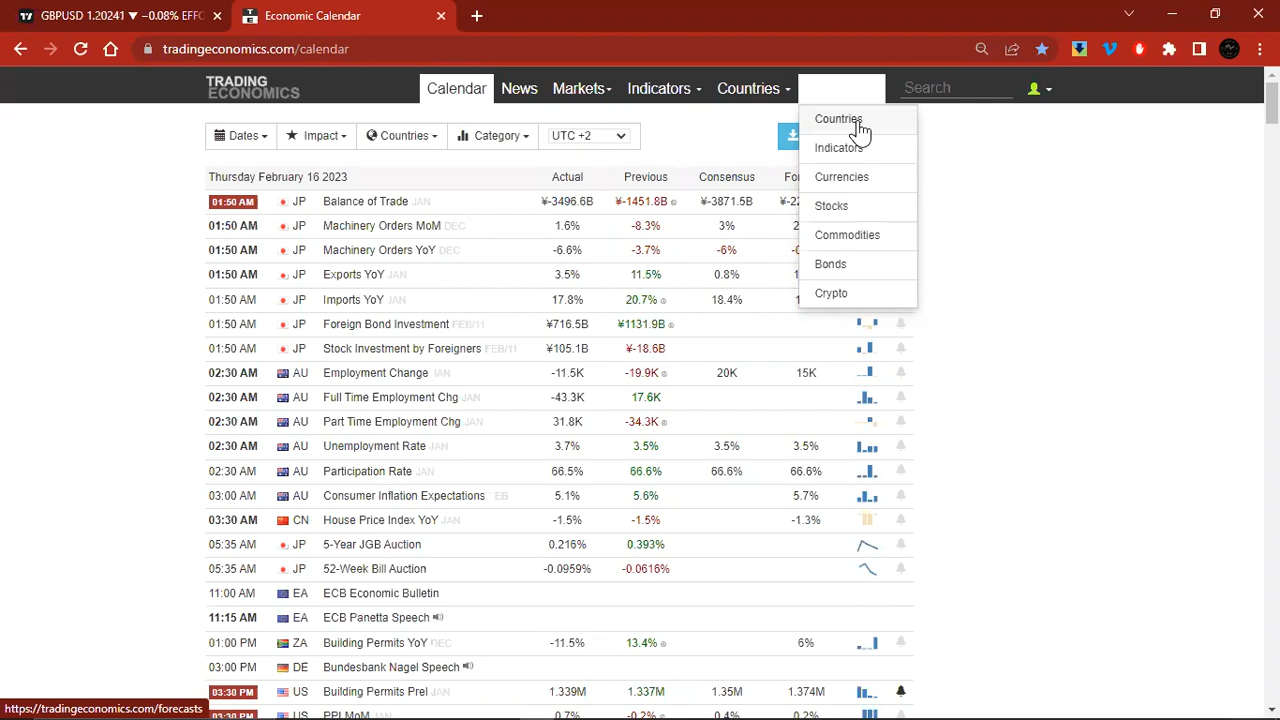 GBPUSD 1.20241 ▼ −0.08% EFFC
Economic Calendar
tradingeconomics.com/calendar
TRADING
ECONOMICS
Calendar
News
Markets
Indicators
Countries
Search
Countries
Indicators
Currencies
Stocks
Commodities
Bonds
Crypto
Dates
Impact
Countries
Category
UTC +2
Thursday February 16 2023 Actual Previous Consensus
01:50 AM JP Balance of Trade JAN ¥-3496.6B ¥-1451.8B ¥-3871.5B
01:50 AM JP Machinery Orders MoM DEC 1.6% -8.3% 3%
01:50 AM JP Machinery Orders YoY DEC -6.6% -3.7% -6%
01:50 AM JP Exports YoY JAN 3.5% 11.5% 0.8%
01:50 AM JP Imports YoY JAN 17.8% 20.7% 18.4%
01:50 AM JP Foreign Bond Investment FEB/11 ¥716.5B ¥1131.9B
01:50 AM JP Stock Investment by Foreigners FEB/11 ¥105.1B ¥-18.6B
02:30 AM AU Employment Change JAN -11.5K -19.9K 20K 15K
02:30 AM AU Full Time Employment Chg JAN -43.3K 17.6K
02:30 AM AU Part Time Employment Chg JAN 31.8K -34.3K
02:30 AM AU Unemployment Rate JAN 3.7% 3.5% 3.5% 3.5%
02:30 AM AU Participation Rate JAN 66.5% 66.6% 66.6% 66.6%
03:00 AM AU Consumer Inflation Expectations EB 5.1% 5.6% 5.7%
03:30 AM CN House Price Index YoY JAN -1.5% -1.5% -1.3%
05:35 AM JP 5-Year JGB Auction 0.216% 0.393%
05:35 AM JP 52-Week Bill Auction -0.0959% -0.0616%
11:00 AM EA ECB Economic Bulletin
11:15 AM EA ECB Panetta Speech
01:00 PM ZA Building Permits YoY DEC -11.5% 13.4% 6%
03:00 PM DE Bundesbank Nagel Speech
03:30 PM US Building Permits Prel JAN 1.339M 1.337M 1.35M 1.374M
03:30 PM US PPI MoM JAN 0.7% -0.2% 0.4% 0.2%
https://tradingeconomics.com/forecasts